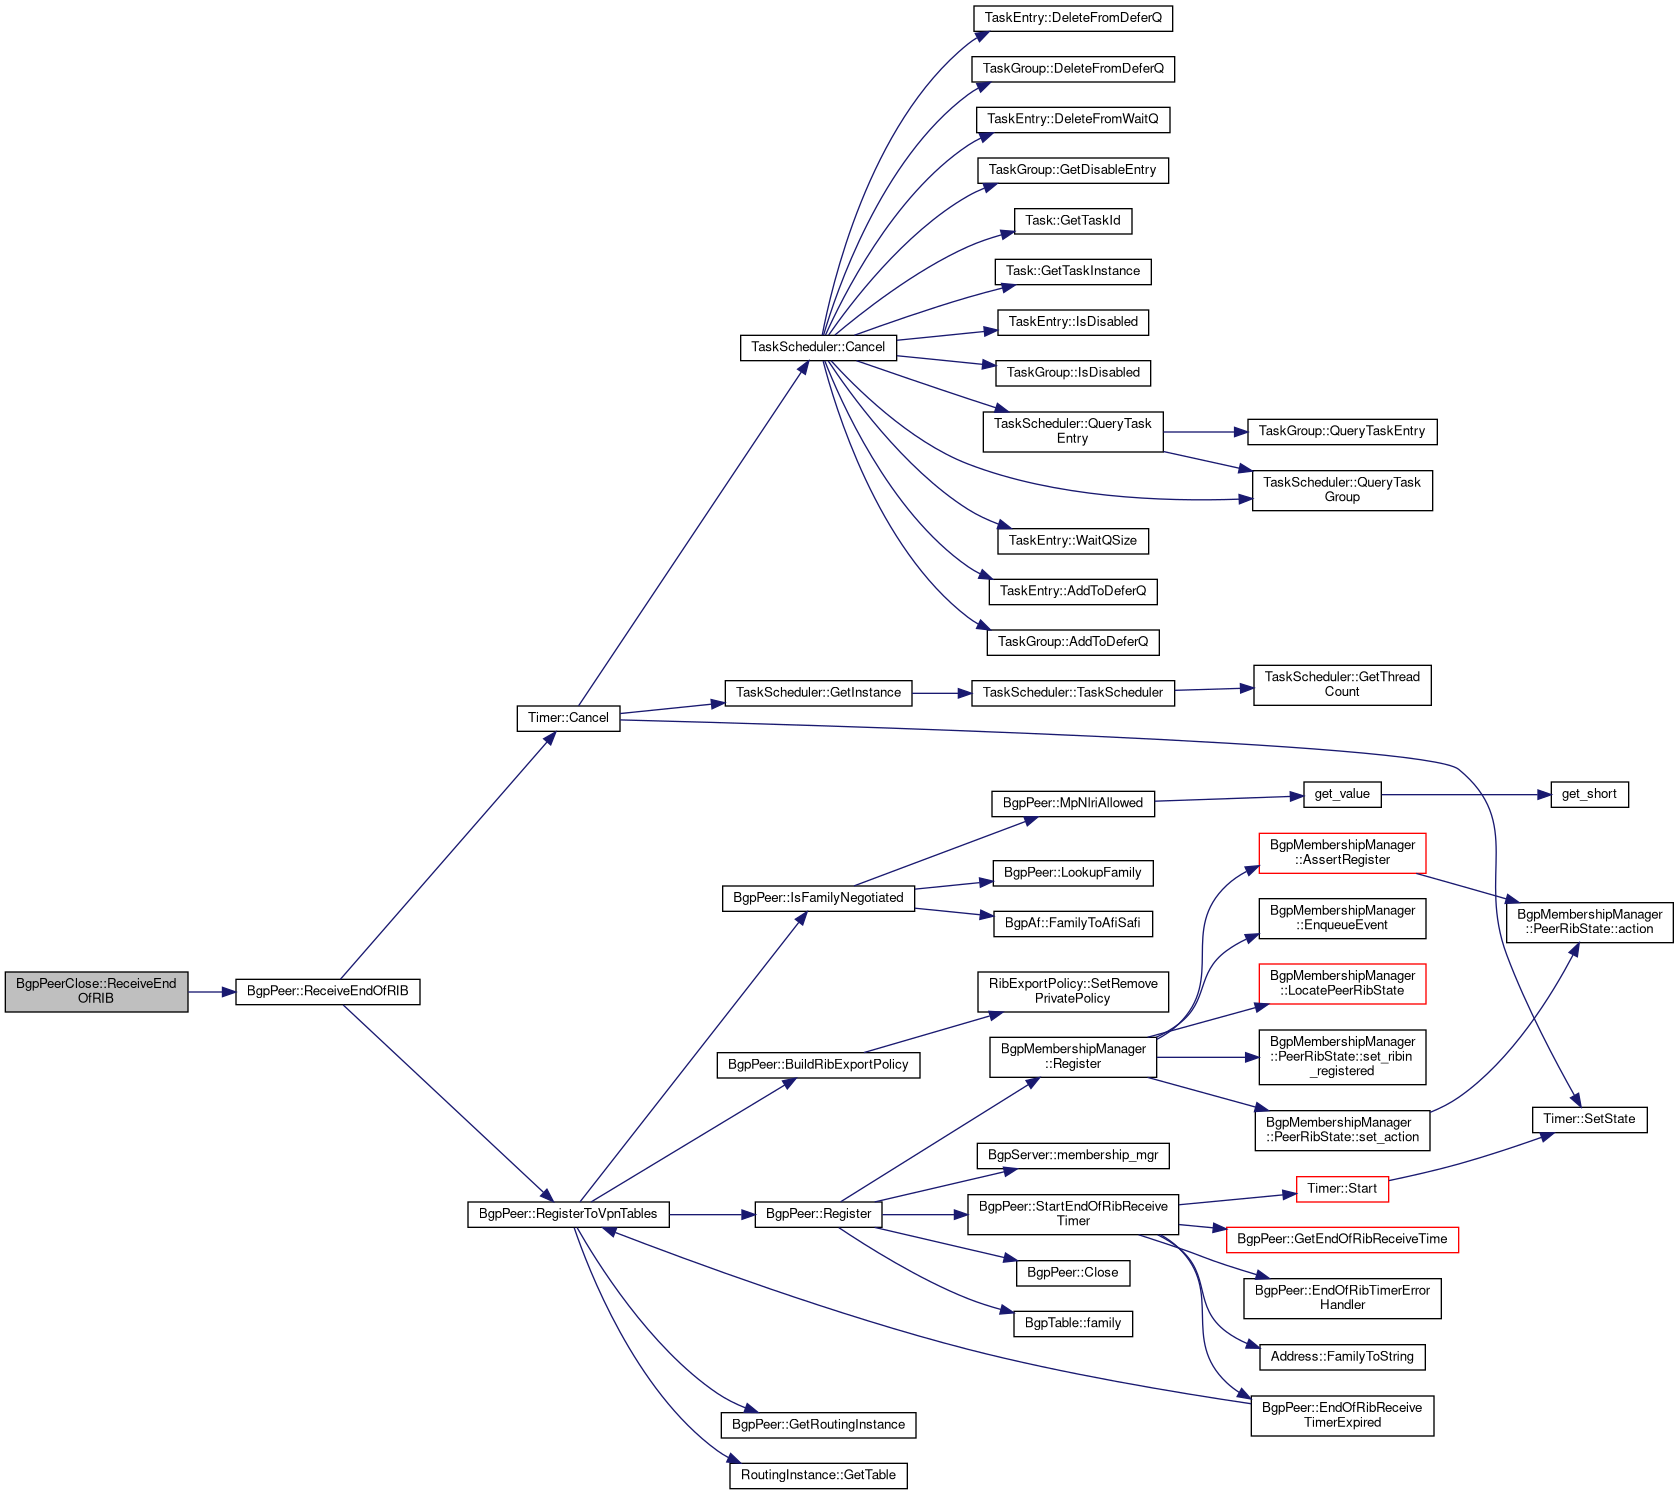 TaskEntry::DeleteFromDeferQ
TaskGroup::DeleteFromDeferQ
TaskEntry::DeleteFromWaitQ
TaskGroup::GetDisableEntry
Task::GetTaskId
Task::GetTaskInstance
TaskEntry::IsDisabled
TaskScheduler::Cancel
TaskGroup::IsDisabled
TaskScheduler::QueryTask
Entry
TaskGroup::QueryTaskEntry
TaskScheduler::QueryTask
Group
TaskEntry::WaitQSize
TaskEntry::AddToDeferQ
TaskGroup::AddToDeferQ
TaskScheduler::GetInstance
TaskScheduler::TaskScheduler
TaskScheduler::GetThread
Count
Timer::Cancel
BgpPeer::MpNlriAllowed
get_value
get_short
BgpMembershipManager
::AssertRegister
BgpPeer::LookupFamily
BgpPeer::IsFamilyNegotiated
BgpAf::FamilyToAfiSafi
BgpMembershipManager
::EnqueueEvent
BgpMembershipManager
::PeerRibState::action
BgpPeerClose::ReceiveEnd
OfRIB
BgpPeer::ReceiveEndOfRIB
RibExportPolicy::SetRemove
PrivatePolicy
BgpMembershipManager
::LocatePeerRibState
BgpPeer::BuildRibExportPolicy
BgpMembershipManager
::Register
BgpMembershipManager
::PeerRibState::set_ribin
_registered
BgpMembershipManager
::PeerRibState::set_action
Timer::SetState
BgpServer::membership_mgr
Timer::Start
BgpPeer::RegisterToVpnTables
BgpPeer::Register
BgpPeer::StartEndOfRibReceive
Timer
BgpPeer::GetEndOfRibReceiveTime
BgpPeer::Close
BgpPeer::EndOfRibTimerError
Handler
BgpTable::family
Address::FamilyToString
BgpPeer::EndOfRibReceive
TimerExpired
BgpPeer::GetRoutingInstance
RoutingInstance::GetTable